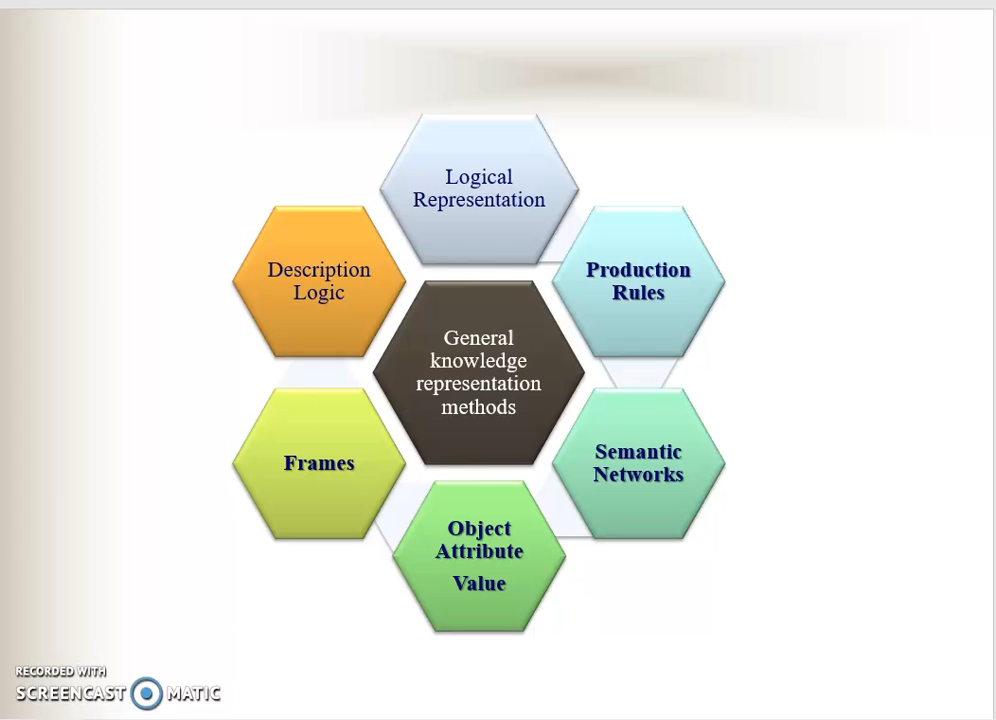 Logical
Representation
Production
Rules
Semantic
Networks
Object
Attribute
Value
Frames
Description
Logic
General
knowledge
representation
methods
RECORDED WITH
SCREENCAST MATIC